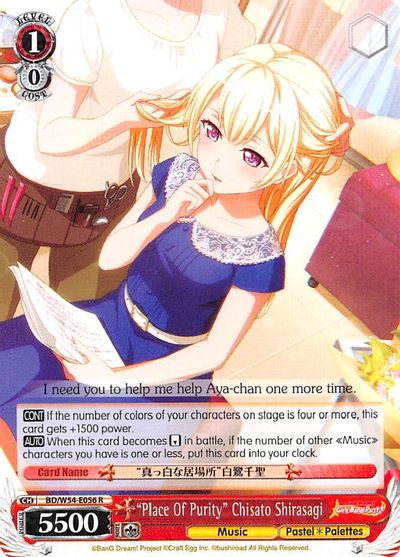 LEVEL
1
0
COST
I need you to help me help Aya-chan one more time.
CONT If the number of colors of your characters on stage is four or more, this
card gets +1500 power.
AUTO When this card becomes in battle, if the number of other «Music»
characters you have is one or less, put this card into your clock.
Card Name
"真っ白な居場所"白鷺千聖
CH BD/W54-E056 R
"Place Of Purity" Chisato Shirasagi
POWER
5500
SOUL
Music
Pastel*Palettes
©BanG Dream! Project ©Craft Egg Inc. ©bushiroad All Rights Reserved.